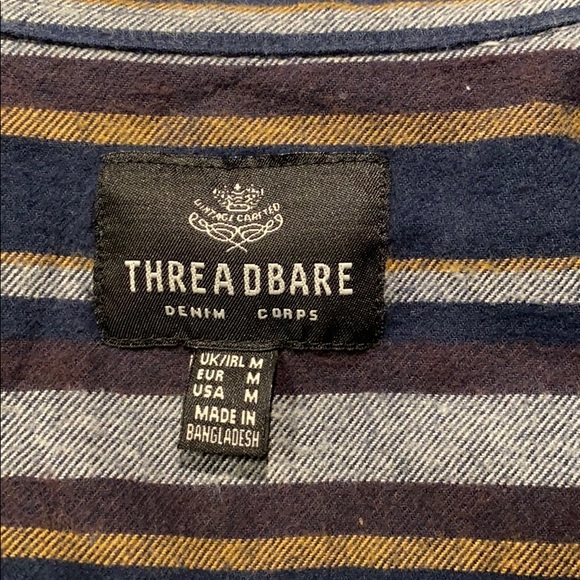 VINTAGE CRAFTED
THREADBARE
DENIM CORPS
UK/IRL M
EUR M
USA M
MADE IN
BANGLADESH